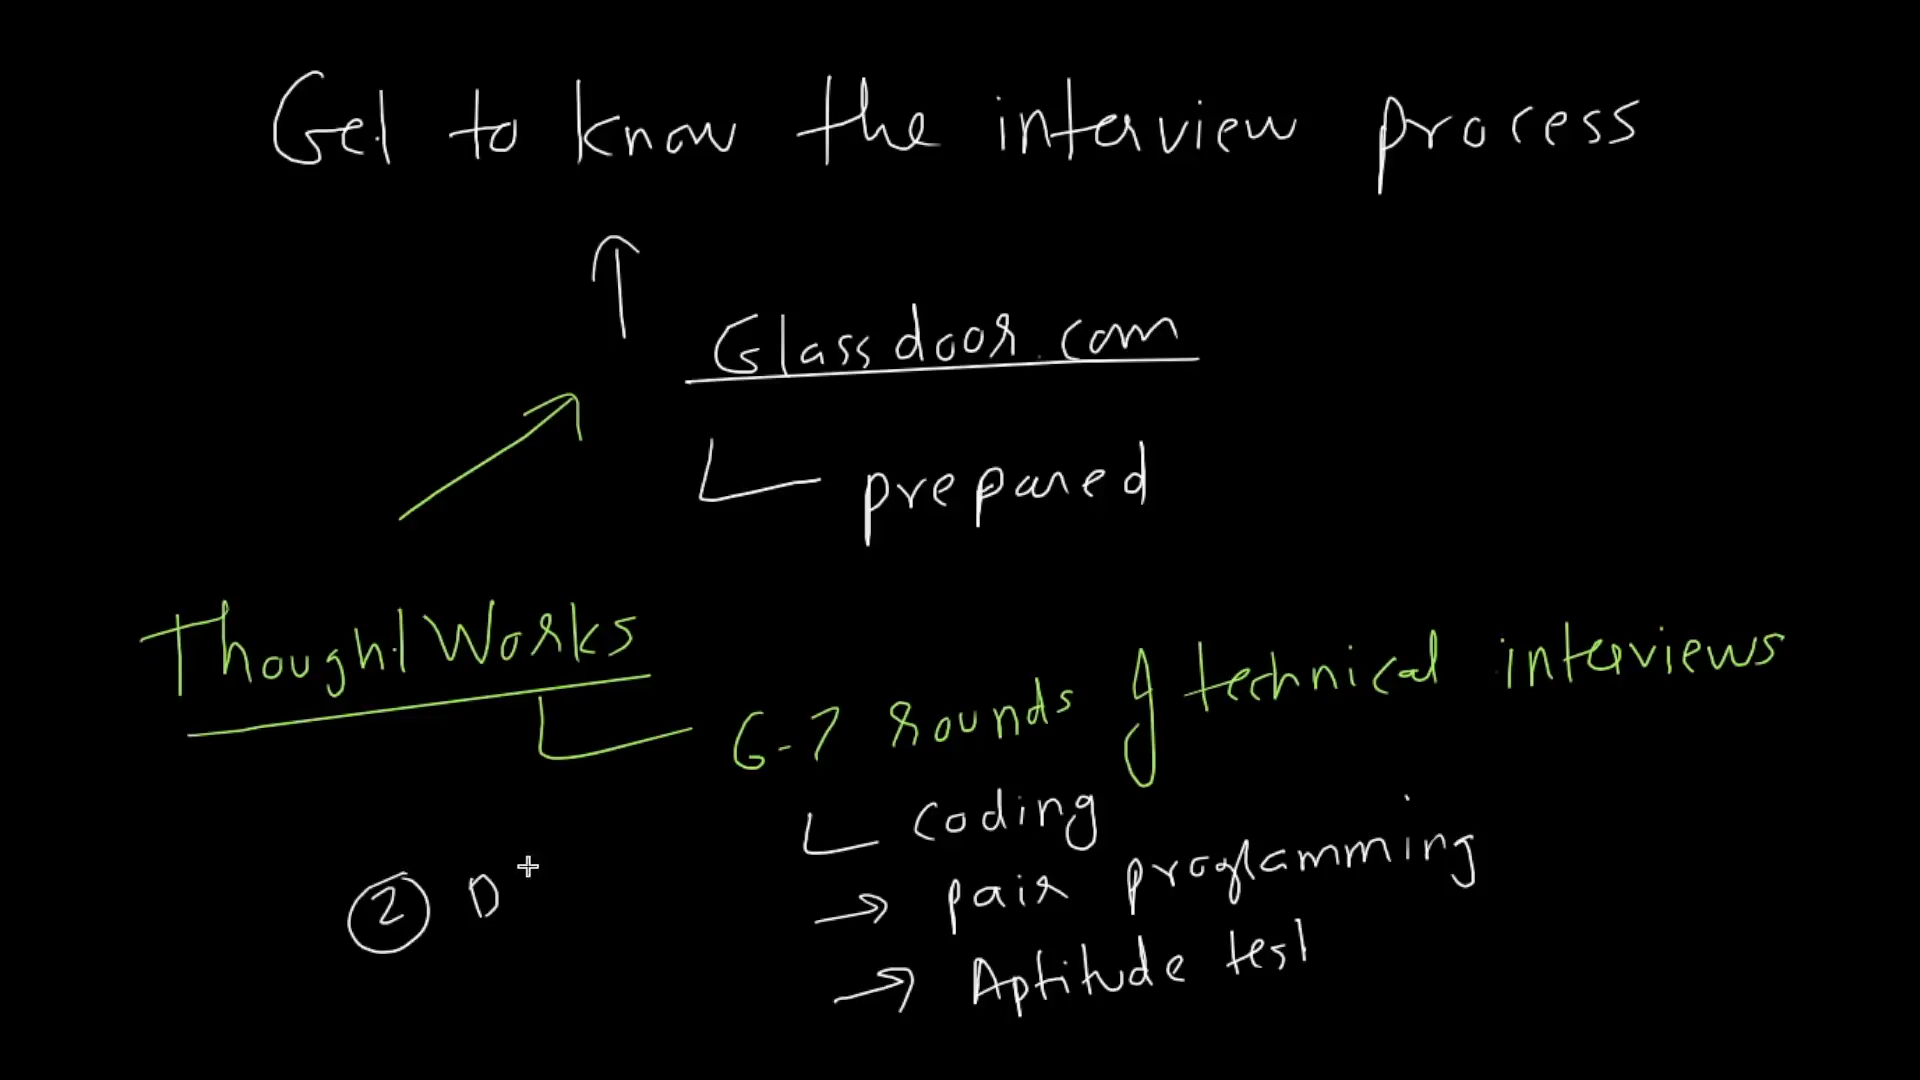 Get to know the interview process
Glassdoor.com
prepared
ThoughtWorks
6-7 rounds of technical interviews
coding
pair programming
Aptitude test
2 D